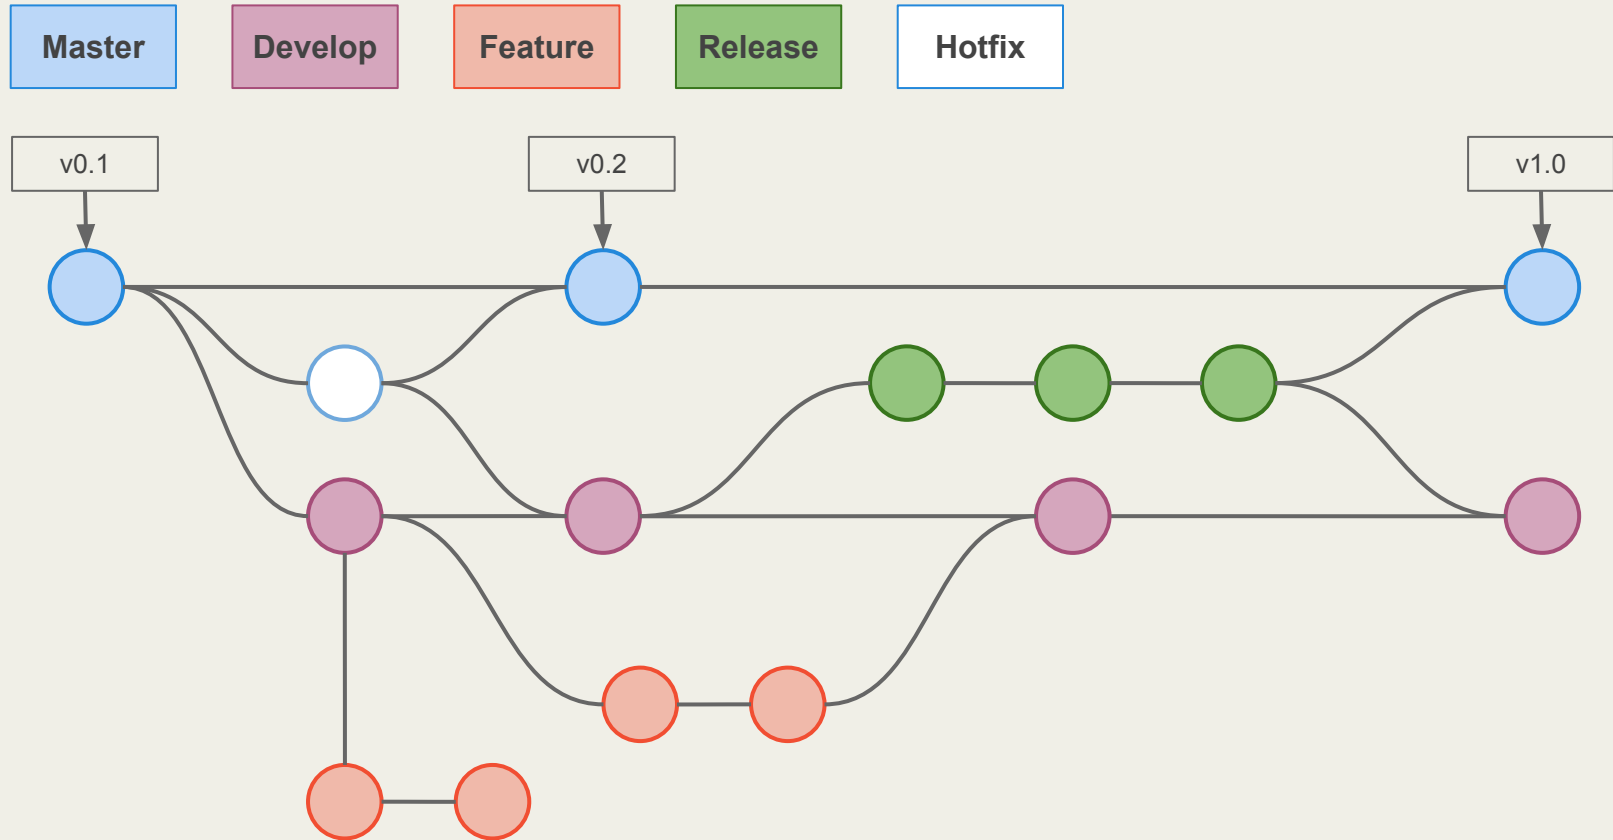 Master
Develop
Feature
Release
Hotfix
v0.1
v0.2
v1.0